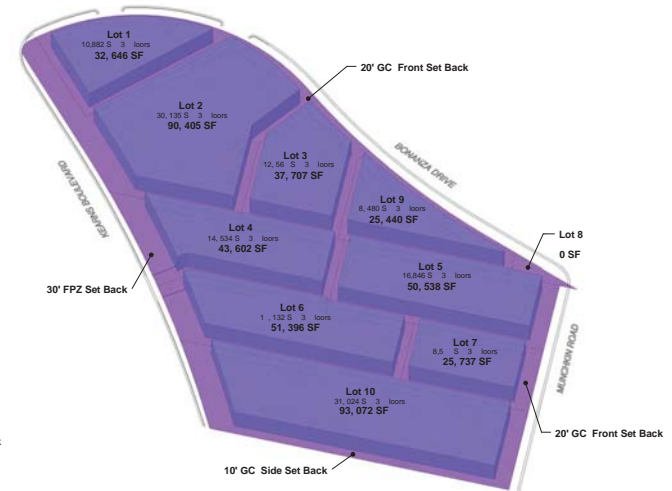 Lot 1
10,882 S 3 loors
32, 646 SF
20' GC Front Set Back
Lot 2
30, 135 S 3 loors
90, 405 SF
BONANZA DRIVE
Lot 3
12, 56 S 3 loors
37, 707 SF
KEARNS BOULEVARD
Lot 9
8, 480 S 3 loors
25, 440 SF
Lot 4
14, 534 S 3 loors
43, 602 SF
Lot 8
0 SF
Lot 5
16,846 S 3 loors
50, 538 SF
30' FPZ Set Back
Lot 6
1 , 132 S 3 loors
51, 396 SF
Lot 7
8,5 S 3 loors
25, 737 SF
MUNCHKIN ROAD
Lot 10
31, 024 S 3 loors
93, 072 SF
20' GC Front Set Back
10' GC Side Set Back